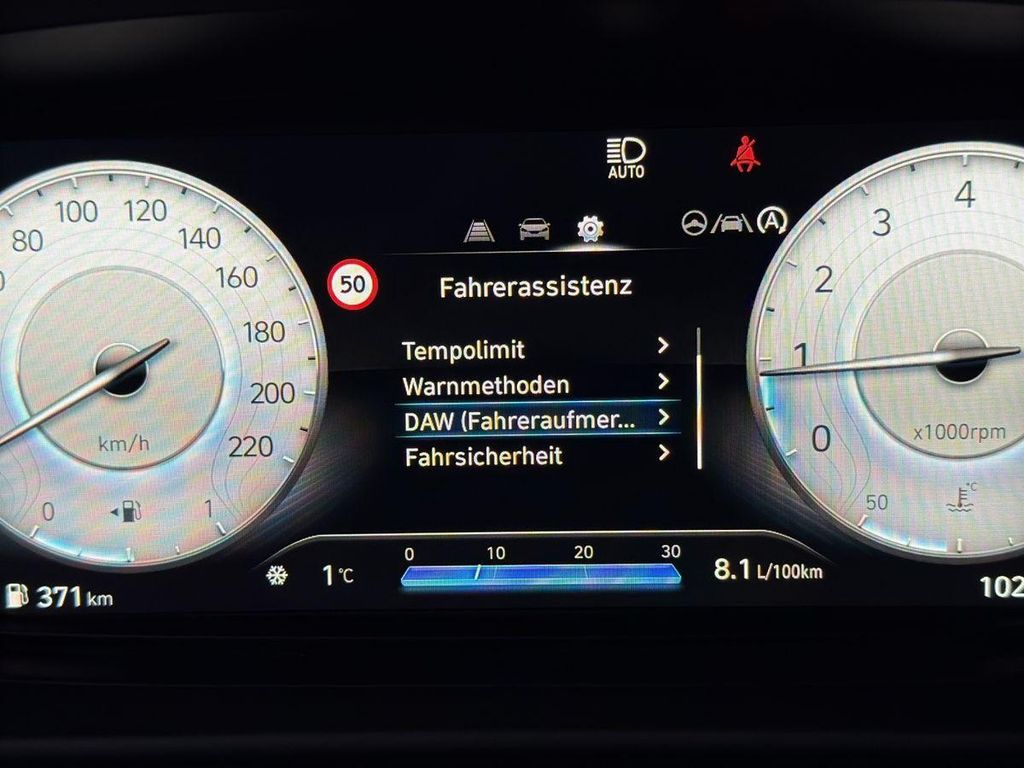 AUTO
A
80
100
120
140
160
180
200
220
km/h
0
1
371 km
50
Fahrerassistenz
Tempolimit
Warnmethoden
DAW (Fahreraufmer...
Fahrsicherheit
1°C
0 10 20 30
8.1 L/100km
0
1
2
3
4
x1000rpm
50
°C
102